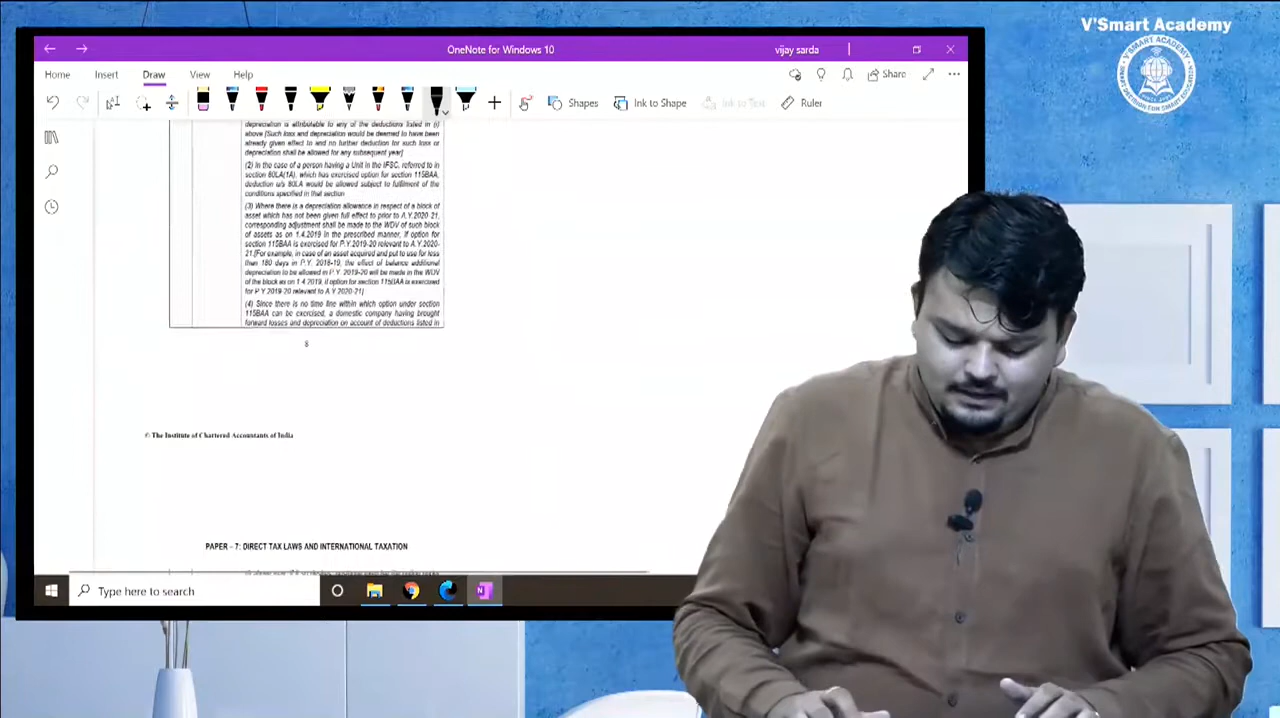 V'Smart Academy
V'SMART ACADEMY
OneNote for Windows 10
vijay sarda
Home Insert Draw View Help
Share
Shapes Ink to Shape Ink to Text Ruler
depreciation is attributable to any of the deductions listed in (i)
above [Such loss and depreciation would be deemed to have been
already given effect to and no further deduction for such loss or
depreciation shall be allowed for any subsequent year]
(2) In the case of a person having a Unit in the IFSC, referred to in
section 80LA(1A), which has exercised option for section 115BAA,
deduction u/s 80LA would be allowed subject to fulfilment of the
conditions specified in that section
(3) Where there is a depreciation allowance in respect of a block of
asset which has not been given full effect to prior to A.Y.2020 21,
corresponding adjustment shall be made to the WDV of such block
of assets as on 1.4.2019 in the prescribed manner, if option for
section 115BAA is exercised for P.Y.2019-20 relevant to A.Y.2020-
21.[For example, in case of an asset acquired and put to use for less
than 180 days in P.Y. 2018-19, the effect of balance additional
depreciation to be allowed in P.Y. 2019-20 will be made in the WDV
of the block as on 1 4 2019, if option for section 115BAA is exercised
for P.Y.2019-20 relevant to A.Y.2020-21]
(4) Since there is no time line within which option under section
115BAA can be exercised, a domestic company having brought
forward losses and depreciation on account of deductions listed in
8
© The Institute of Chartered Accountants of India
PAPER – 7: DIRECT TAX LAWS AND INTERNATIONAL TAXATION
Type here to search